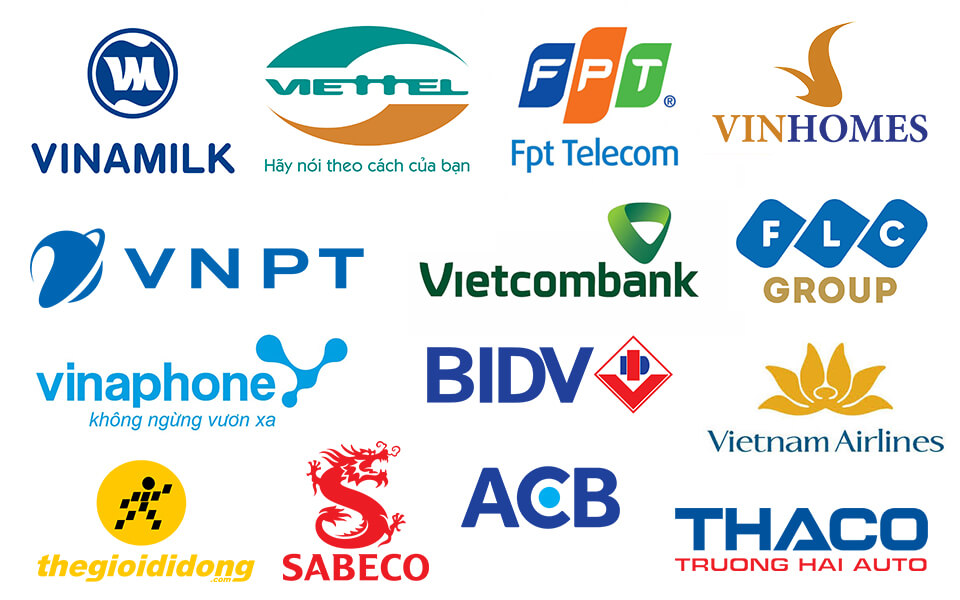 VM
VINAMILK
VIETTEL
Hãy nói theo cách của bạn
FPT
®
Fpt Telecom
VINHOMES
VNPT
Vietcombank
FLC
GROUP
vinaphone
không ngừng vươn xa
BIDV
Vietnam Airlines
thegioididong
.com
SABECO
ACB
THACO
TRUONG HAI AUTO